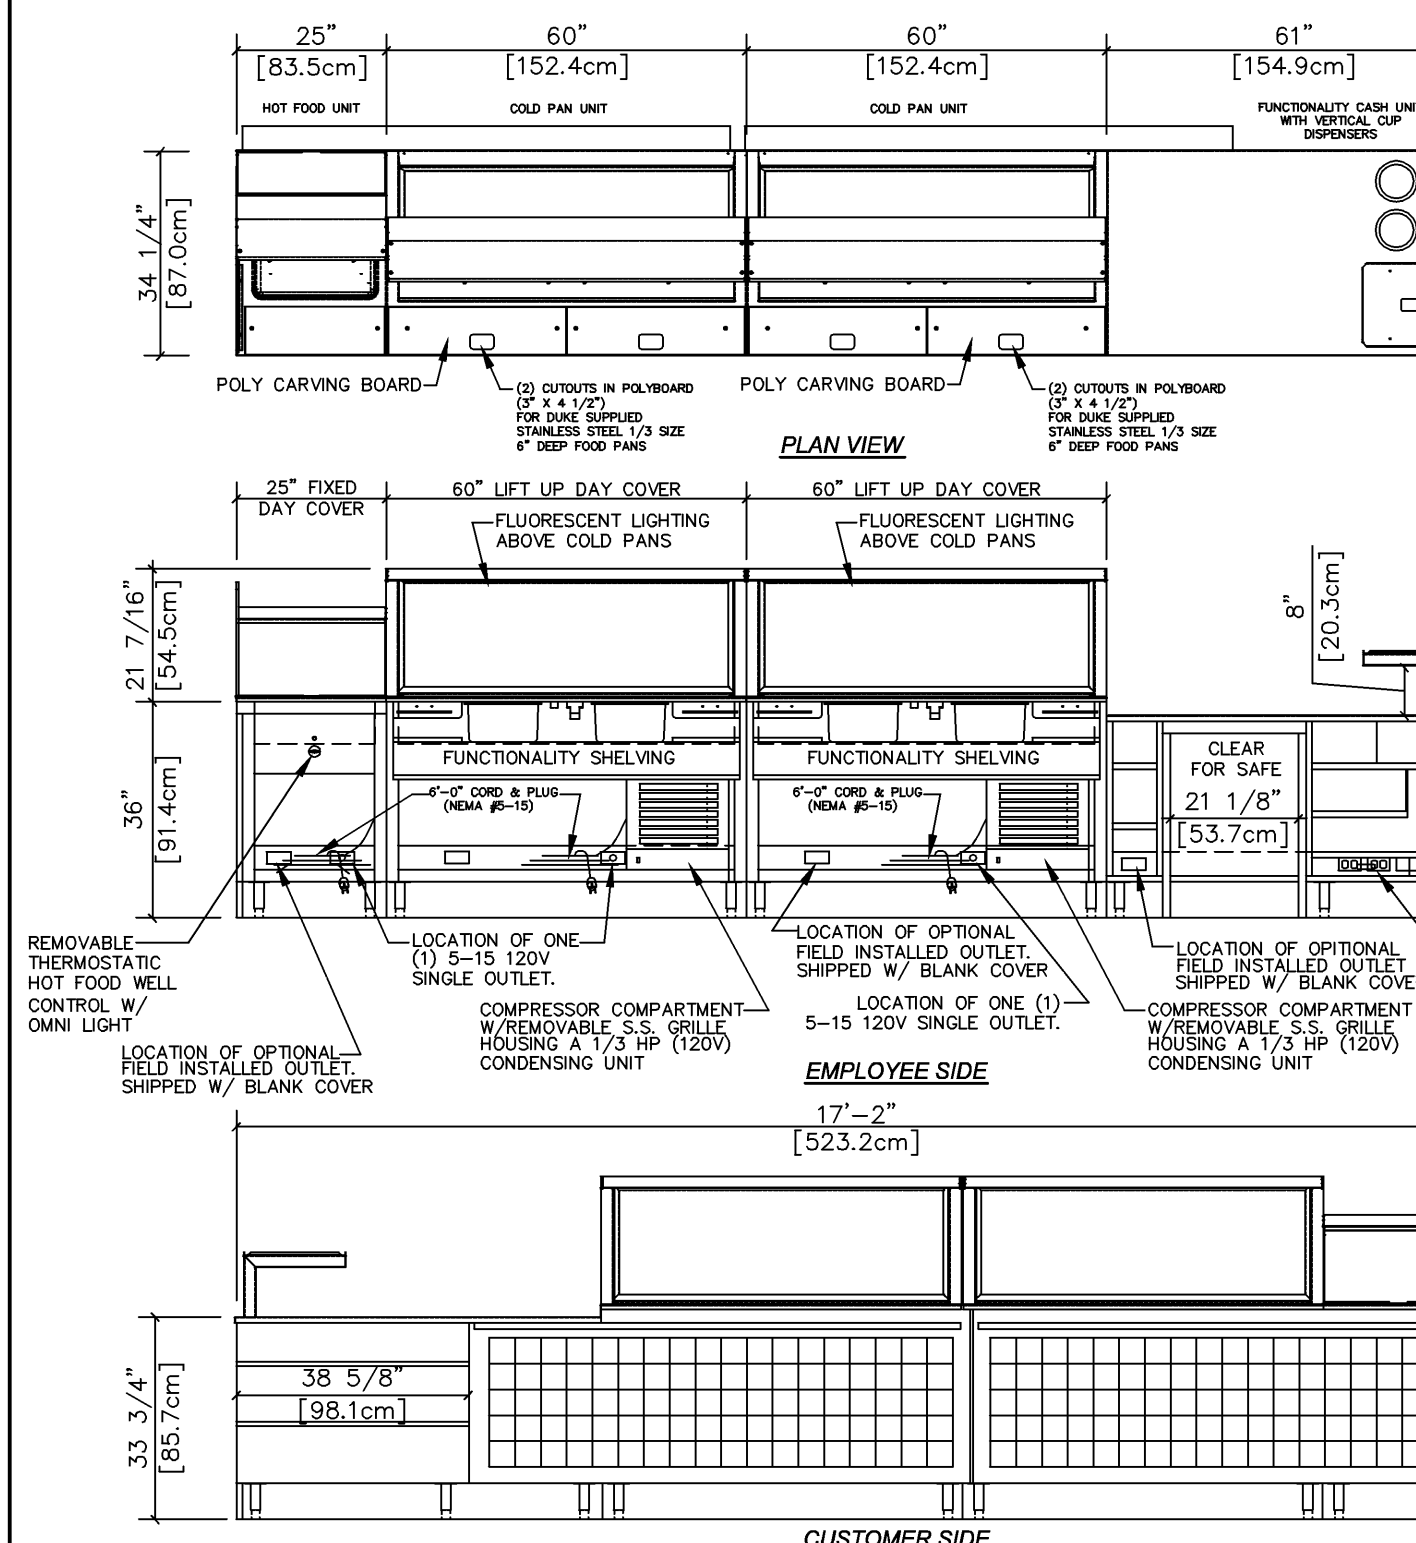 25"
[83.5cm]
60"
[152.4cm]
60"
[152.4cm]
61"
[154.9cm]
HOT FOOD UNIT
COLD PAN UNIT
COLD PAN UNIT
FUNCTIONALITY CASH UNI
WITH VERTICAL CUP
DISPENSERS
34 1/4"
[87.0cm]
POLY CARVING BOARD
(2) CUTOUTS IN POLYBOARD
(3" X 4 1/2")
FOR DUKE SUPPLIED
STAINLESS STEEL 1/3 SIZE
6" DEEP FOOD PANS
POLY CARVING BOARD
(2) CUTOUTS IN POLYBOARD
(3" X 4 1/2")
FOR DUKE SUPPLIED
STAINLESS STEEL 1/3 SIZE
6" DEEP FOOD PANS
PLAN VIEW
25" FIXED
DAY COVER
60" LIFT UP DAY COVER
60" LIFT UP DAY COVER
FLUORESCENT LIGHTING
ABOVE COLD PANS
FLUORESCENT LIGHTING
ABOVE COLD PANS
21 7/16"
[54.5cm]
8"
[20.3cm]
36"
[91.4cm]
FUNCTIONALITY SHELVING
FUNCTIONALITY SHELVING
6'-0" CORD & PLUG
(NEMA #5-15)
6'-0" CORD & PLUG
(NEMA #5-15)
CLEAR
FOR SAFE
21 1/8"
[53.7cm]
REMOVABLE
THERMOSTATIC
HOT FOOD WELL
CONTROL W/
OMNI LIGHT
LOCATION OF ONE
(1) 5-15 120V
SINGLE OUTLET.
LOCATION OF OPTIONAL
FIELD INSTALLED OUTLET.
SHIPPED W/ BLANK COVER
LOCATION OF OPITIONAL
FIELD INSTALLED OUTLET
SHIPPED W/ BLANK COVE
COMPRESSOR COMPARTMENT
W/REMOVABLE S.S. GRILLE
HOUSING A 1/3 HP (120V)
CONDENSING UNIT
LOCATION OF ONE (1)
5-15 120V SINGLE OUTLET.
COMPRESSOR COMPARTMENT
W/REMOVABLE S.S. GRILLE
HOUSING A 1/3 HP (120V)
CONDENSING UNIT
LOCATION OF OPTIONAL
FIELD INSTALLED OUTLET.
SHIPPED W/ BLANK COVER
EMPLOYEE SIDE
17'-2"
[523.2cm]
33 3/4"
[85.7cm]
38 5/8"
[98.1cm]
CUSTOMER SIDE